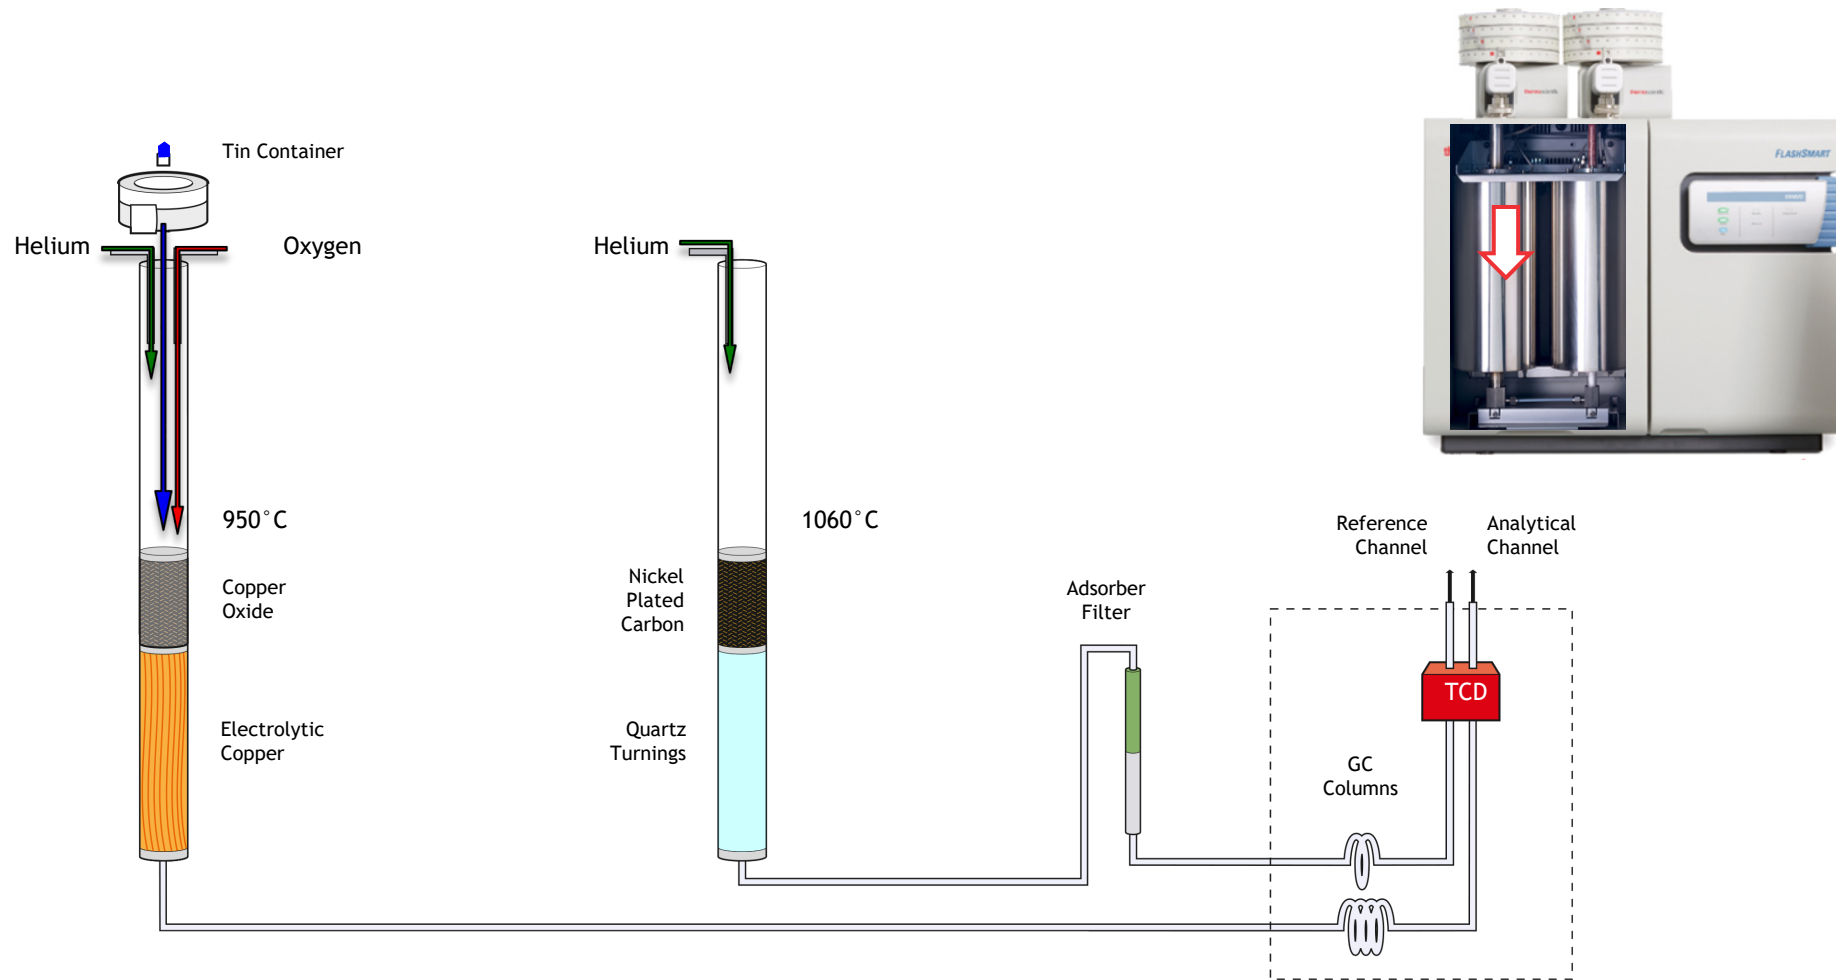 Tin Container
Helium
Oxygen
Helium
FLASHSMART
950°C
1060°C
Reference
Channel
Analytical
Channel
Copper
Oxide
Nickel
Plated
Carbon
Adsorber
Filter
TCD
Electrolytic
Copper
Quartz
Turnings
GC
Columns